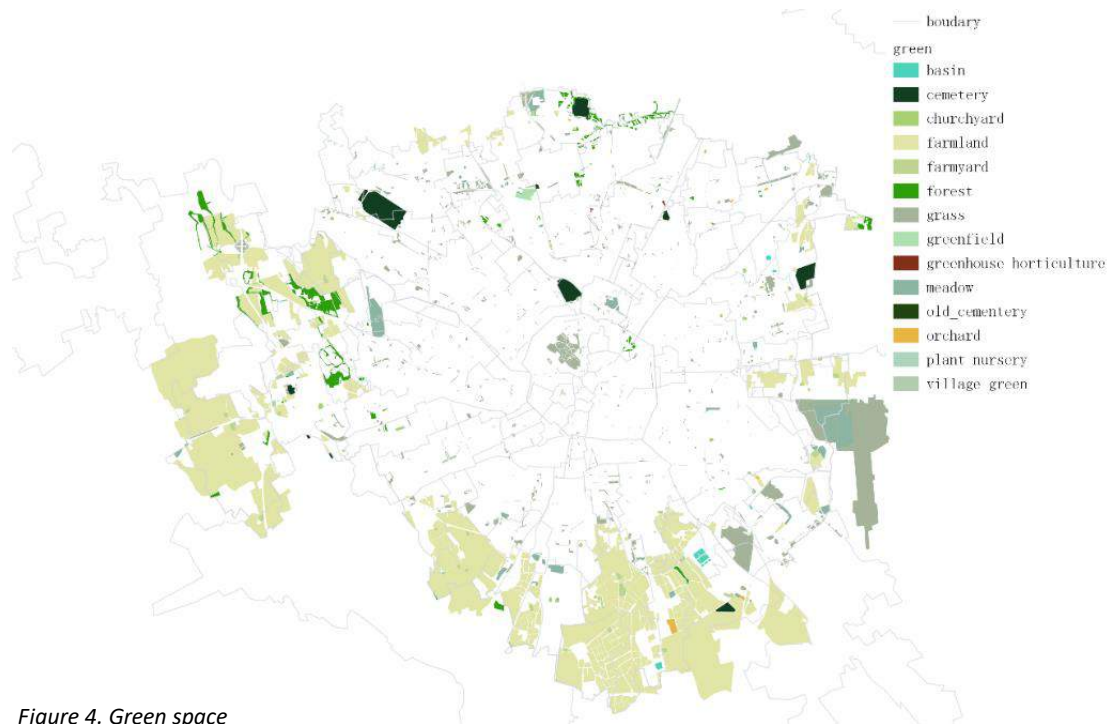 boudary
green
basin
cemetery
churchyard
farmland
farmyard
forest
grass
greenfield
greenhouse horticulture
meadow
old_cementery
orchard
plant nursery
village green
Figure 4. Green space